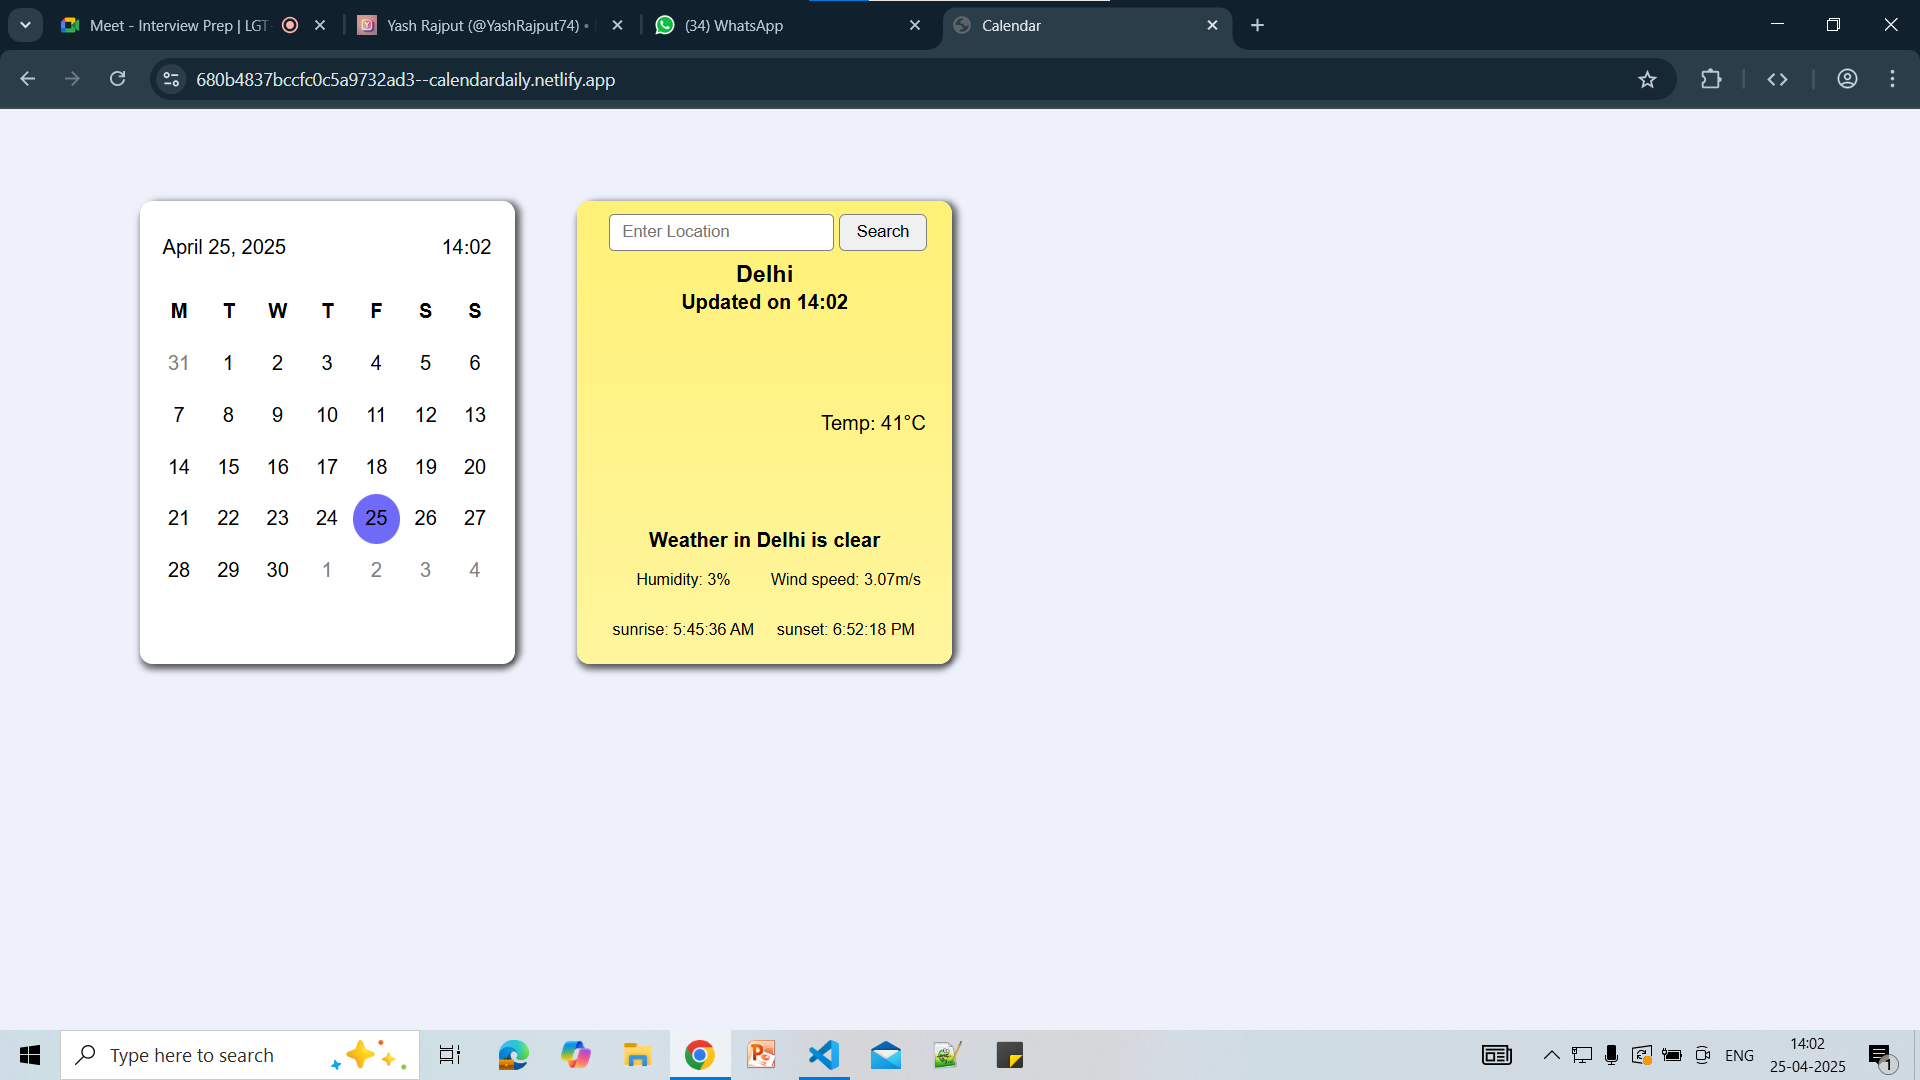 Meet - Interview Prep | LGT-
Yash Rajput (@YashRajput74) •
(34) WhatsApp
Calendar
680b4837bccfc0c5a9732ad3--calendardaily.netlify.app
April 25, 2025 14:02
M T W T F S S
31 1 2 3 4 5 6
7 8 9 10 11 12 13
14 15 16 17 18 19 20
21 22 23 24 25 26 27
28 29 30 1 2 3 4
Enter Location Search
Delhi
Updated on 14:02
Temp: 41°C
Weather in Delhi is clear
Humidity: 3% Wind speed: 3.07m/s
sunrise: 5:45:36 AM sunset: 6:52:18 PM
Type here to search
ENG
14:02
25-04-2025
1